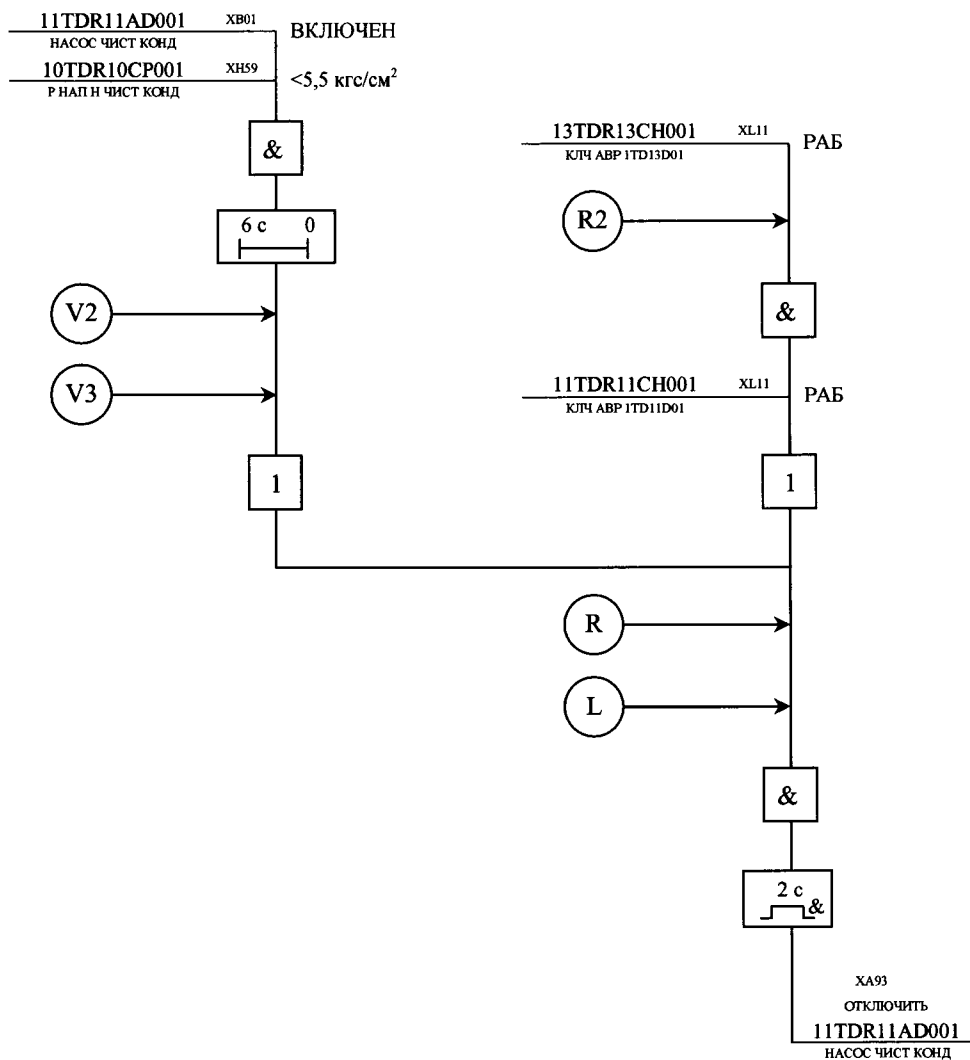 11TDR11AD001 XB01 ВКЛЮЧЕН
НАСОС ЧИСТ КОНД
10TDR10CP001 XH59 <5,5 кгс/см²
Р НАП Н ЧИСТ КОНД
&
6 с 0
V2
V3
1
13TDR13CH001 XL11 РАБ
КЛЧ АВР 1TD13D01
R2
&
11TDR11CH001 XL11 РАБ
КЛЧ АВР 1TD11D01
1
R
L
&
2 с
&
XA93
ОТКЛЮЧИТЬ
11TDR11AD001
НАСОС ЧИСТ КОНД